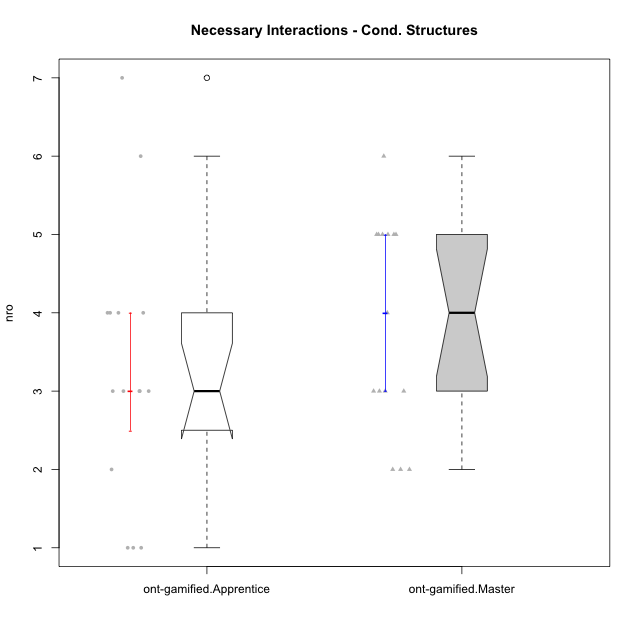 Necessary Interactions - Cond. Structures
7
6
5
4
3
2
1
nro
ont-gamified.Apprentice
ont-gamified.Master